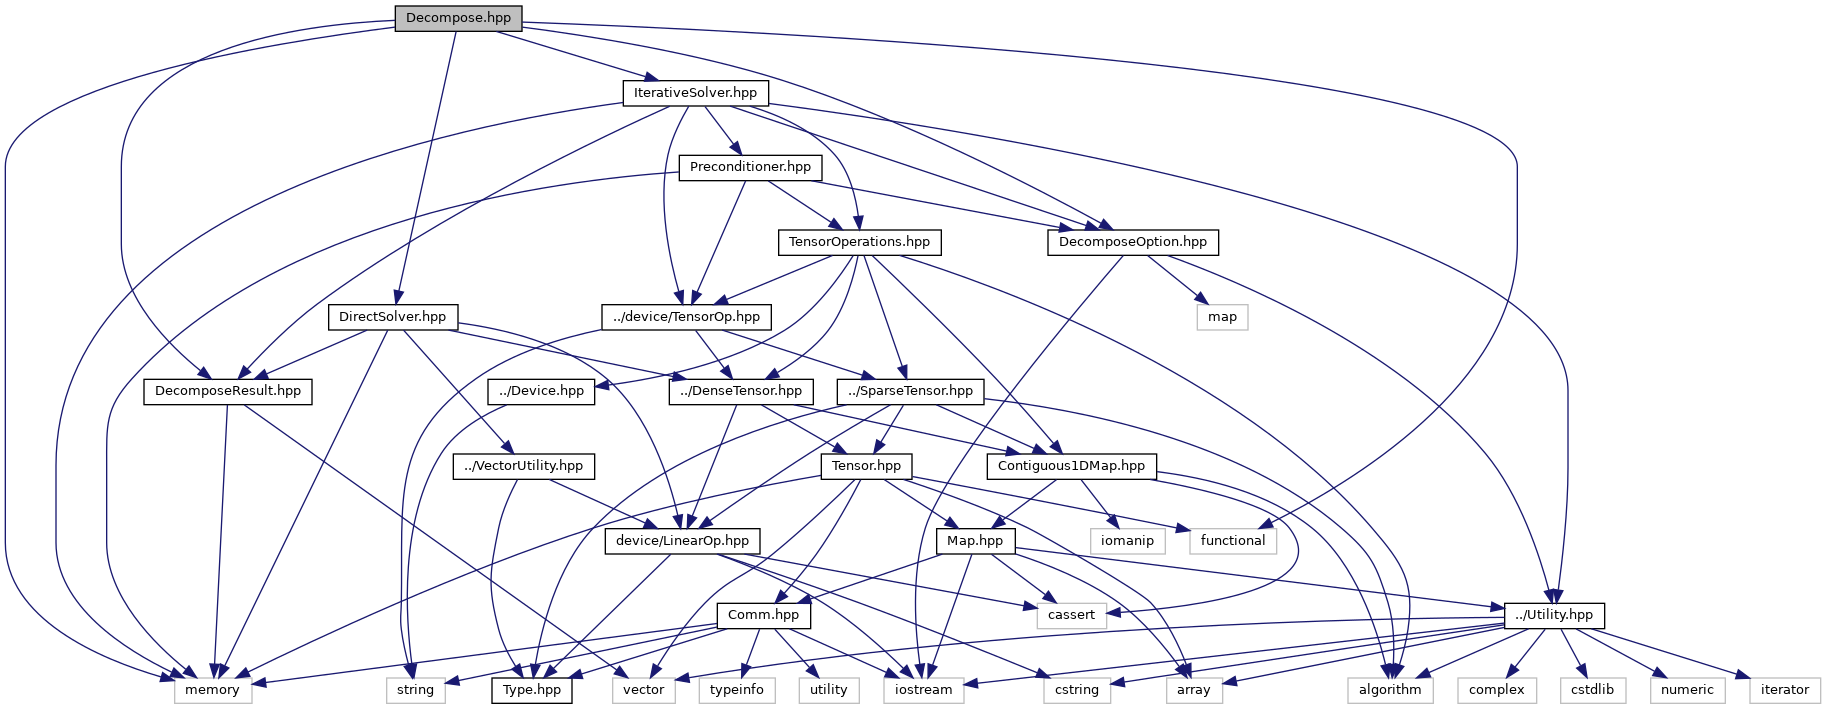 Decompose.hpp
IterativeSolver.hpp
Preconditioner.hpp
TensorOperations.hpp
DecomposeOption.hpp
DirectSolver.hpp
../device/TensorOp.hpp
map
DecomposeResult.hpp
../Device.hpp
../DenseTensor.hpp
../SparseTensor.hpp
../VectorUtility.hpp
Tensor.hpp
Contiguous1DMap.hpp
device/LinearOp.hpp
Map.hpp
iomanip
functional
Comm.hpp
cassert
../Utility.hpp
memory
string
Type.hpp
vector
typeinfo
utility
iostream
cstring
array
algorithm
complex
cstdlib
numeric
iterator